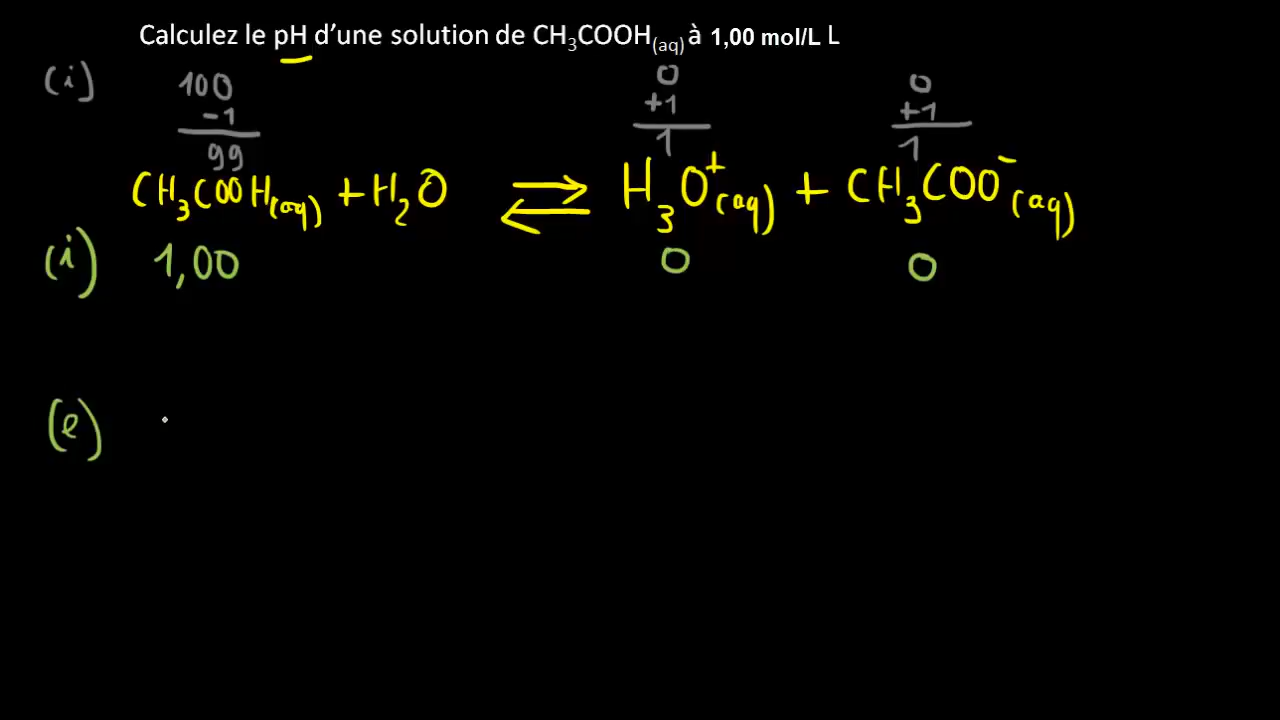 Calculez le pH d’une solution de CH₃COOH(aq) à 1,00 mol/L L
(i) 100 0 0
-1 +1 +1
99 1 1
CH₃COOH(aq) + H₂O ⇌ H₃O⁺(aq) + CH₃COO⁻(aq)
(i) 1,00 0 0
(e)